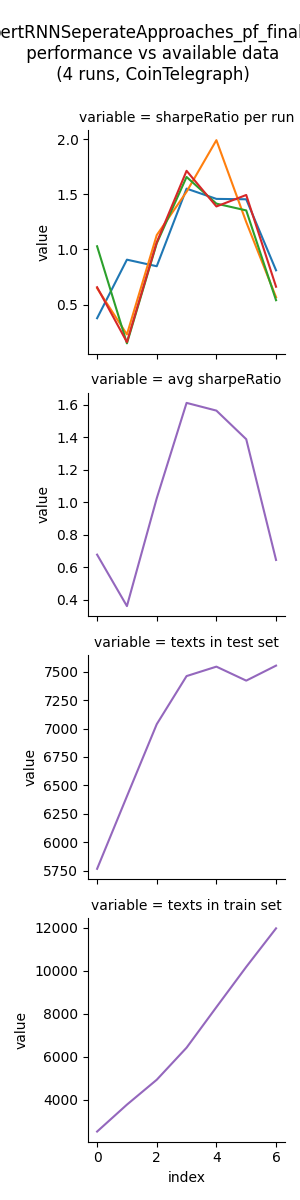 ertRNNSeperateApproaches_pf_final
performance vs available data
(4 runs, CoinTelegraph)
variable = sharpeRatio per run
2.0
1.5
1.0
0.5
value
variable = avg sharpeRatio
1.6
1.4
1.2
1.0
0.8
0.6
0.4
value
variable = texts in test set
7500
7250
7000
6750
6500
6250
6000
5750
value
variable = texts in train set
12000
10000
8000
6000
4000
value
0 2 4 6
index